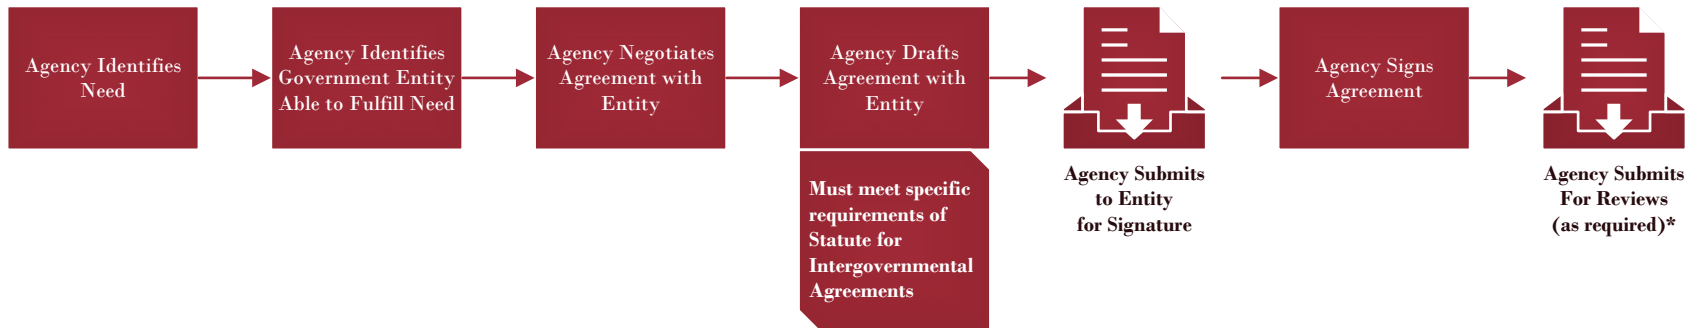 Agency Identifies
Need
Agency Identifies
Government Entity
Able to Fulfill Need
Agency Negotiates
Agreement with
Entity
Agency Drafts
Agreement with
Entity
Must meet specific
requirements of
Statute for
Intergovernmental
Agreements
Agency Submits
to Entity
for Signature
Agency Signs
Agreement
Agency Submits
For Reviews
(as required)*